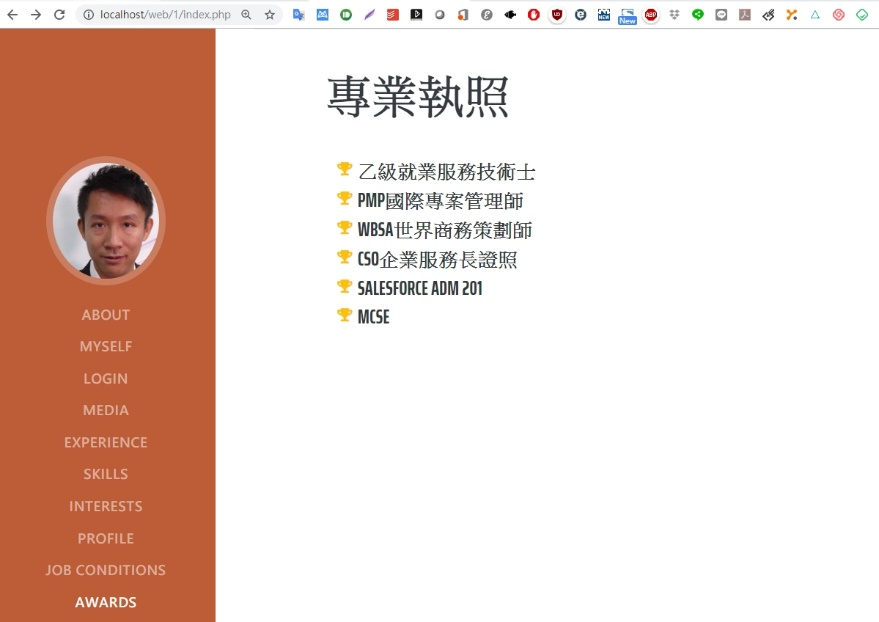 localhost/web/1/index.php
New
ABP
專業執照
乙級就業服務技術士
PMP國際專案管理師
WBSA世界商務策劃師
CSO企業服務長證照
SALESFORCE ADM 201
MCSE
ABOUT
MYSELF
LOGIN
MEDIA
EXPERIENCE
SKILLS
INTERESTS
PROFILE
JOB CONDITIONS
AWARDS